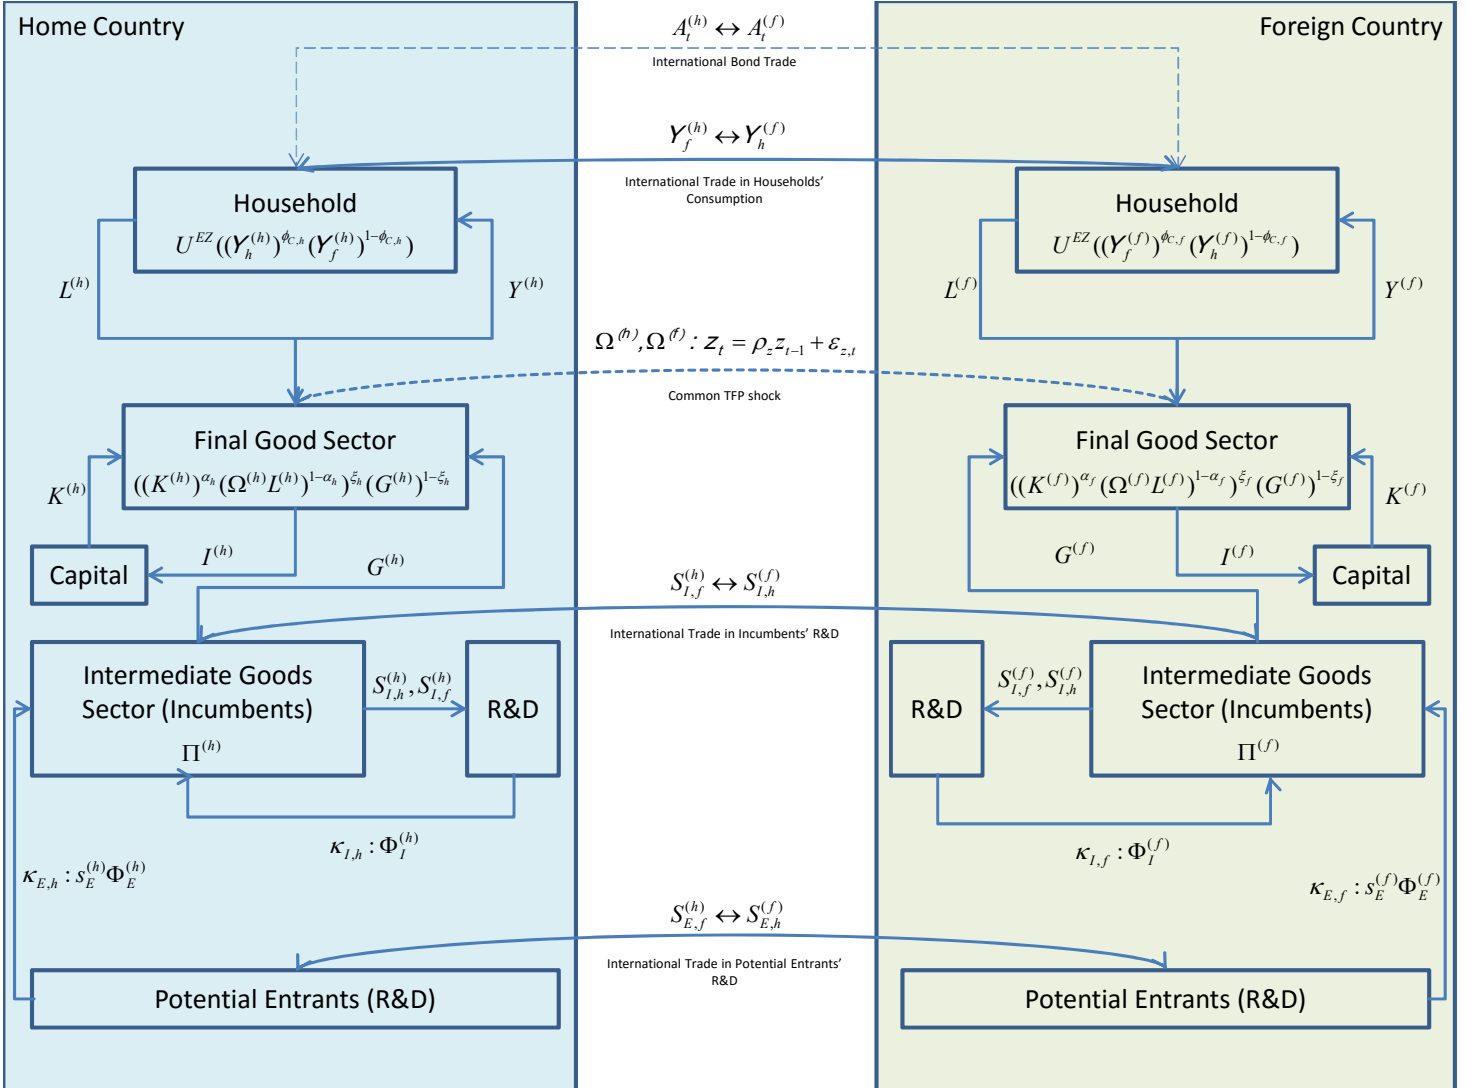 Home Country
A_t^{(h)} ↔ A_t^{(f)}
Foreign Country
International Bond Trade
Y_f^{(h)} ↔ Y_h^{(f)}
International Trade in Households’
Consumption
Household
U^{EZ}((Y_h^{(h)})^{ϕ_{C,h}}(Y_f^{(h)})^{1−ϕ_{C,h}})
Household
U^{EZ}((Y_f^{(f)})^{ϕ_{C,f}}(Y_h^{(f)})^{1−ϕ_{C,f}})
L^{(h)}
Y^{(h)}
L^{(f)}
Y^{(f)}
Ω^{(h)},Ω^{(f)}: z_t = ρ_z z_{t−1} + ε_{z,t}
Common TFP shock
Final Good Sector
((K^{(h)})^{α_h}(Ω^{(h)}L^{(h)})^{1−α_h})^{ξ_h}(G^{(h)})^{1−ξ_h}
Final Good Sector
((K^{(f)})^{α_f}(Ω^{(f)}L^{(f)})^{1−α_f})^{ξ_f}(G^{(f)})^{1−ξ_f}
K^{(h)}
K^{(f)}
I^{(h)}
G^{(h)}
G^{(f)}
I^{(f)}
Capital
Capital
S_{I,f}^{(h)} ↔ S_{I,h}^{(f)}
International Trade in Incumbents’ R&D
Intermediate Goods
Sector (Incumbents)
Π^{(h)}
S_{I,h}^{(h)}, S_{I,f}^{(h)}
R&D
R&D
S_{I,f}^{(f)}, S_{I,h}^{(f)}
Intermediate Goods
Sector (Incumbents)
Π^{(f)}
κ_{I,h}: Φ_I^{(h)}
κ_{I,f}: Φ_I^{(f)}
κ_{E,h}: s_E^{(h)}Φ_E^{(h)}
κ_{E,f}: s_E^{(f)}Φ_E^{(f)}
S_{E,f}^{(h)} ↔ S_{E,h}^{(f)}
International Trade in Potential Entrants’
R&D
Potential Entrants (R&D)
Potential Entrants (R&D)